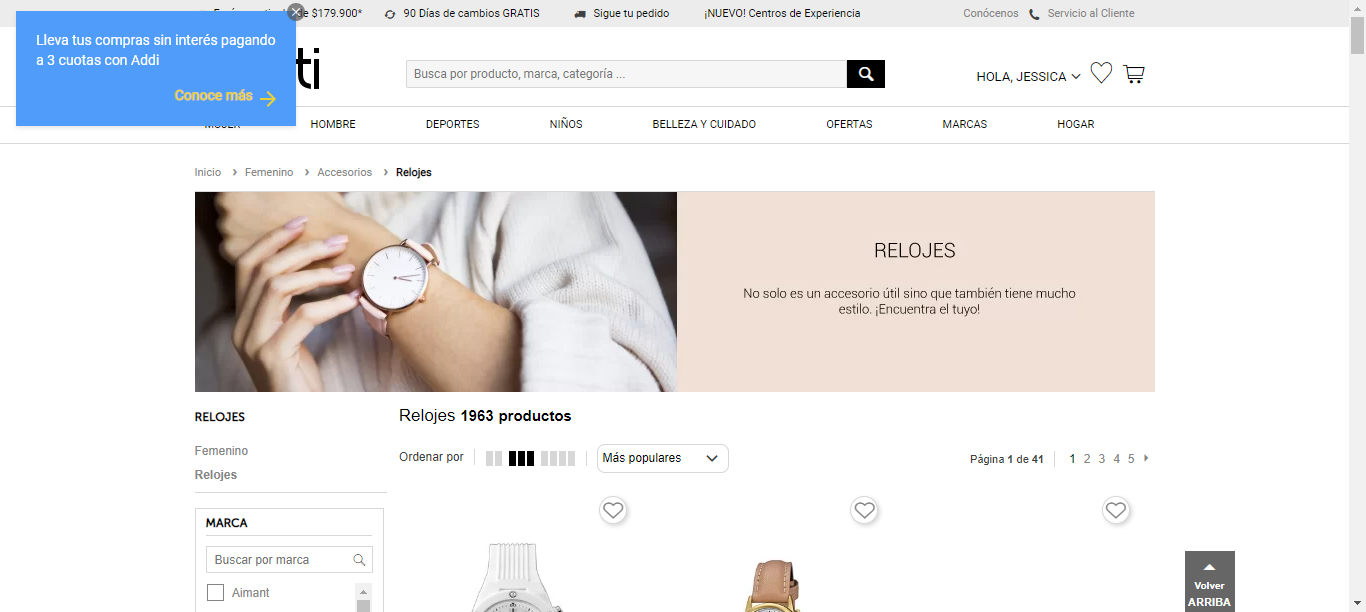 de $179.900*
90 Días de cambios GRATIS
Sigue tu pedido
¡NUEVO! Centros de Experiencia
Conócenos
Servicio al Cliente
Lleva tus compras sin interés pagando
a 3 cuotas con Addi
Conoce más
Busca por producto, marca, categoría ...
HOLA, JESSICA
HOMBRE
DEPORTES
NIÑOS
BELLEZA Y CUIDADO
OFERTAS
MARCAS
HOGAR
Inicio > Femenino > Accesorios > Relojes
RELOJES
No solo es un accesorio útil sino que también tiene mucho
estilo. ¡Encuentra el tuyo!
RELOJES
Relojes 1963 productos
Femenino
Relojes
Ordenar por
Más populares
Página 1 de 41
1 2 3 4 5
MARCA
Buscar por marca
Aimant
Volver
ARRIBA